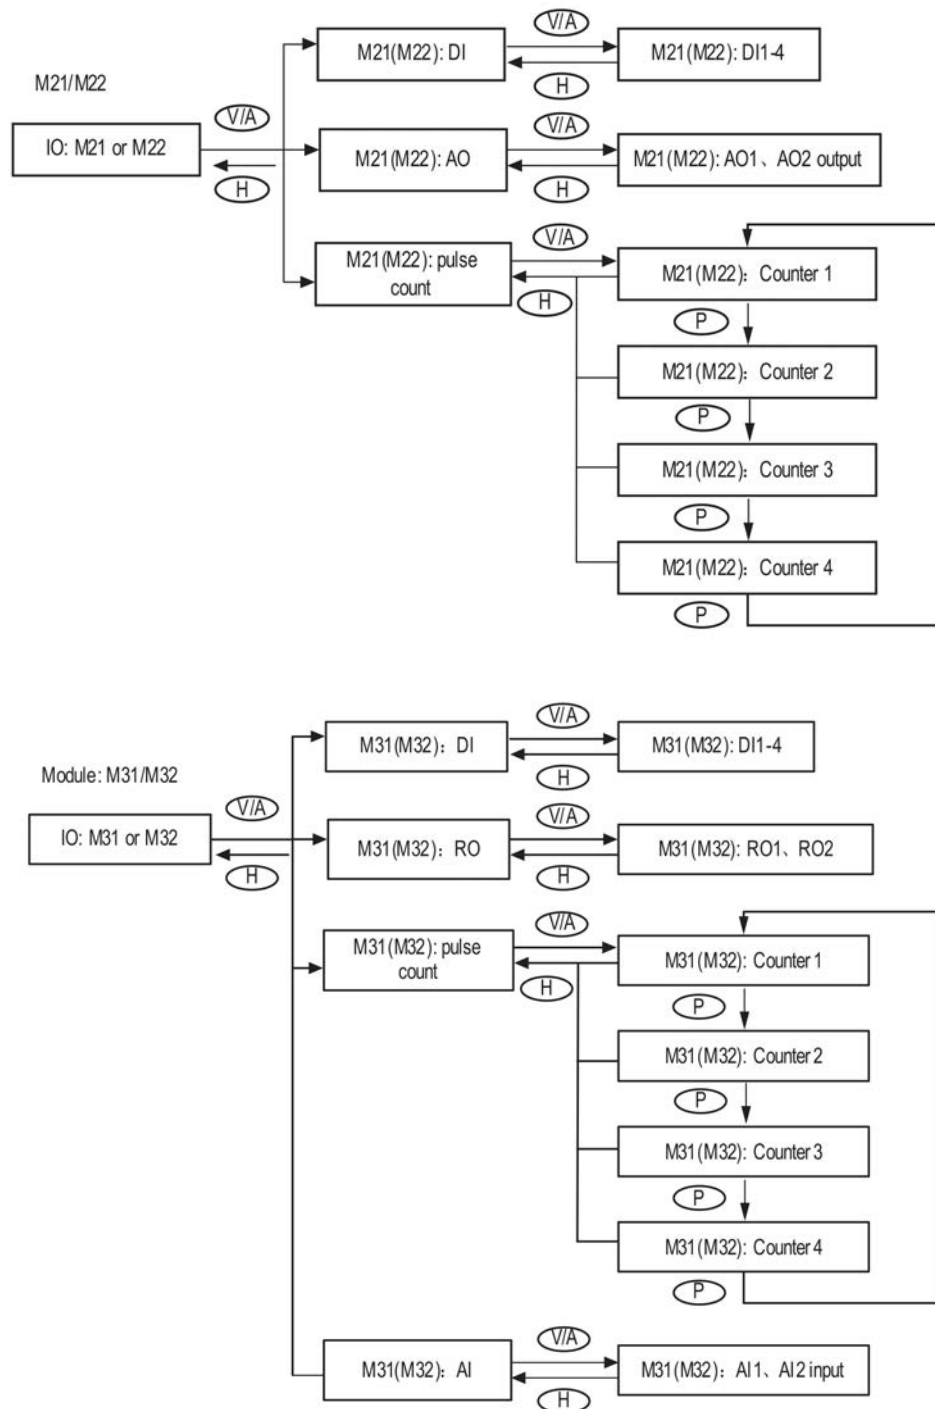 V/A
M21(M22): DI
M21(M22): DI1-4
H
M21/M22
V/A
IO: M21 or M22
H
V/A
M21(M22): AO
M21(M22): AO1、AO2 output
H
V/A
M21(M22): pulse
count
H
M21(M22)：Counter 1
P
M21(M22)：Counter 2
P
M21(M22)：Counter 3
P
M21(M22)：Counter 4
P
V/A
M31(M32)：DI
M31(M32): DI1-4
H
Module: M31/M32
V/A
IO: M31 or M32
H
V/A
M31(M32)：RO
M31(M32): RO1、RO2
H
V/A
M31(M32): pulse
count
H
M31(M32): Counter 1
P
M31(M32): Counter 2
P
M31(M32): Counter 3
P
M31(M32): Counter 4
P
V/A
M31(M32)：AI
M31(M32)：AI1、AI2 input
H